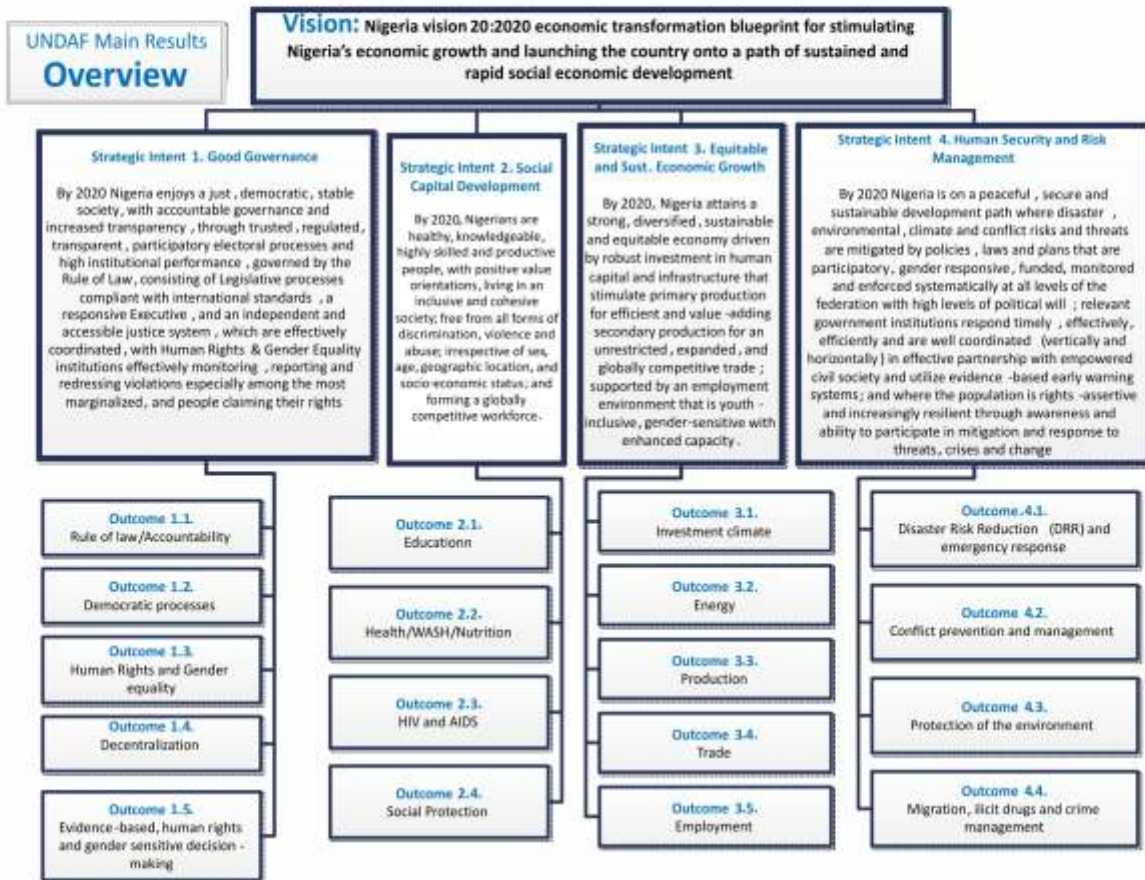 UNDAF Main Results
Overview
Vision: Nigeria vision 20:2020 economic transformation blueprint for stimulating
Nigeria's economic growth and launching the country onto a path of sustained and
rapid social economic development
Strategic Intent 1. Good Governance
By 2020 Nigeria enjoys a just , democratic, stable
society, with accountable governance and
increased transparency , through trusted, regulated,
transparent , participatory electoral processes and
high institutional performance , governed by the
Rule of Law, consisting of Legislative processes
compliant with international standards , a
responsive Executive , and an independent and
accessible justice system , which are effectively
coordinated, with Human Rights & Gender Equality
institutions effectively monitoring , reporting and
redressing violations especially among the most
marginalized, and people claiming their rights
Strategic Intent 2. Social
Capital Development
By 2020, Nigerians are
healthy, knowledgeable,
highly skilled and productive
people, with positive value
orientations, living in an
inclusive and cohesive
society; free from all forms of
discrimination, violence and
abuse; irrespective of sex,
age, geographic location, and
socio-economic status; and
forming a globally
competitive workforce.
Strategic Intent 3. Equitable
and Sust. Economic Growth
By 2020, Nigeria attains a
strong, diversified, sustainable
and equitable economy driven
by robust investment in human
capital and infrastructure that
stimulate primary production
for efficient and value -adding
secondary production for an
unrestricted, expanded, and
globally competitive trade ;
supported by an employment
environment that is youth -
inclusive, gender-sensitive with
enhanced capacity .
Strategic Intent 4. Human Security and Risk
Management
By 2020 Nigeria is on a peaceful , secure and
sustainable development path where disaster ,
environmental, climate and conflict risks and threats
are mitigated by policies, laws and plans that are
participatory, gender responsive, funded, monitored
and enforced systematically at all levels of the
federation with high levels of political will ; relevant
government institutions respond timely , effectively,
efficiently and are well coordinated (vertically and
horizontally) in effective partnership with empowered
civil society and utilize evidence -based early warning
systems; and where the population is rights -assertive
and increasingly resilient through awareness and
ability to participate in mitigation and response to
threats, crises and change
Outcome 1.1.
Rule of law/Accountability
Outcome 1.2.
Democratic processes
Outcome 1.3.
Human Rights and Gender
equality
Outcome 1.4.
Decentralization
Outcome 1.5.
Evidence -based, human rights
and gender sensitive decision -
making
Outcome 2.1.
Educationn
Outcome 2.2.
Health/WASH/Nutrition
Outcome 2.3.
HIV and AIDS
Outcome 2.4.
Social Protection
Outcome 3.1.
Investment climate
Outcome 3.2.
Energy
Outcome 3.3.
Production
Outcome 3.4.
Trade
Outcome 3.5.
Employment
Outcome.4.1.
Disaster Risk Reduction (DRR) and
emergency response
Outcome 4.2.
Conflict prevention and management
Outcome 4.3.
Protection of the environment
Outcome 4.4.
Migration, ilicit drugs and crime
management